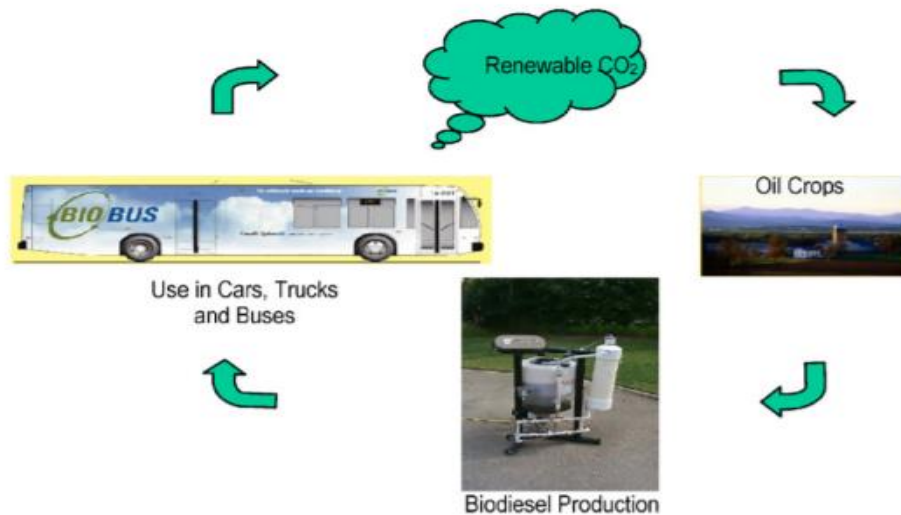 Renewable CO₂
Oil Crops
BIO BUS
Use in Cars, Trucks
and Buses
Biodiesel Production